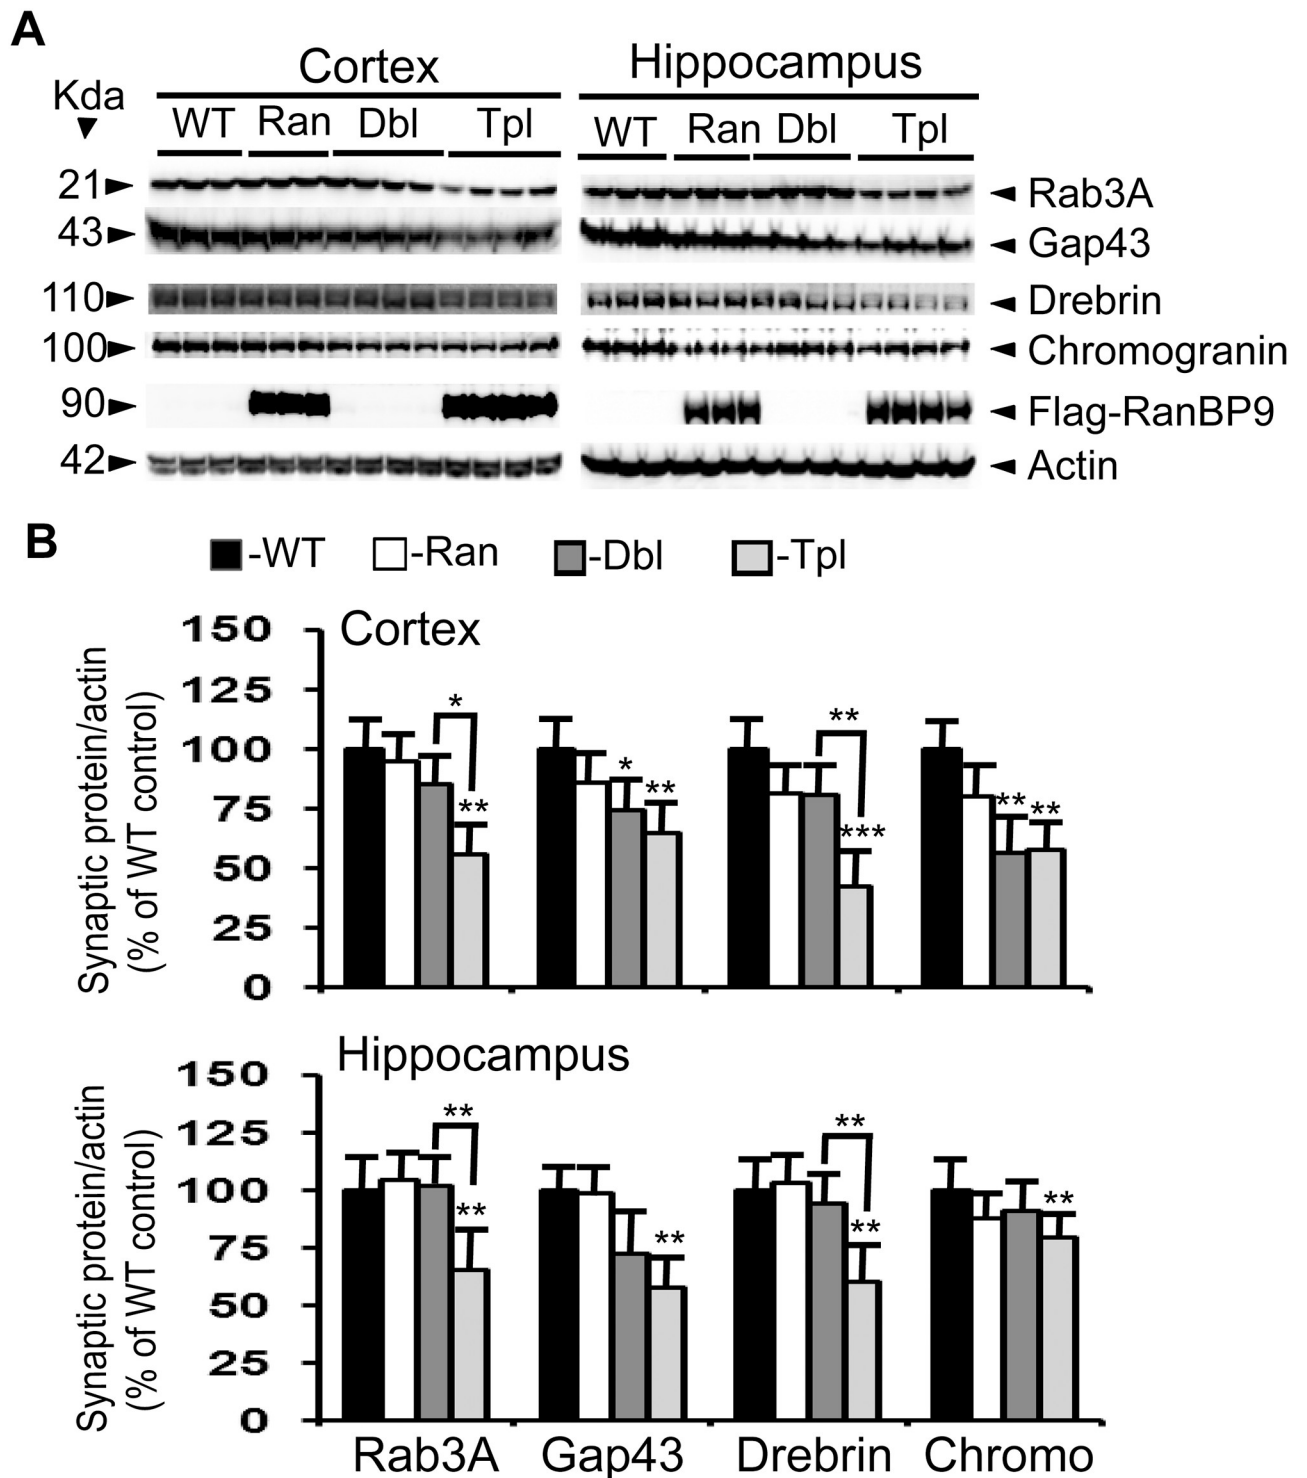 A
Cortex
Hippocampus
Kda
WT Ran Dbl Tpl
WT Ran Dbl Tpl
21 Rab3A
43 Gap43
110 Drebrin
100 Chromogranin
90 Flag-RanBP9
42 Actin
B
-WT -Ran -Dbl -Tpl
Cortex
Synaptic protein/actin
(% of WT control)
150
125
100
75
50
25
0
*
**
*
**
**
***
**
**
Hippocampus
Synaptic protein/actin
(% of WT control)
150
125
100
75
50
25
0
**
**
**
**
**
**
Rab3A Gap43 Drebrin Chromo